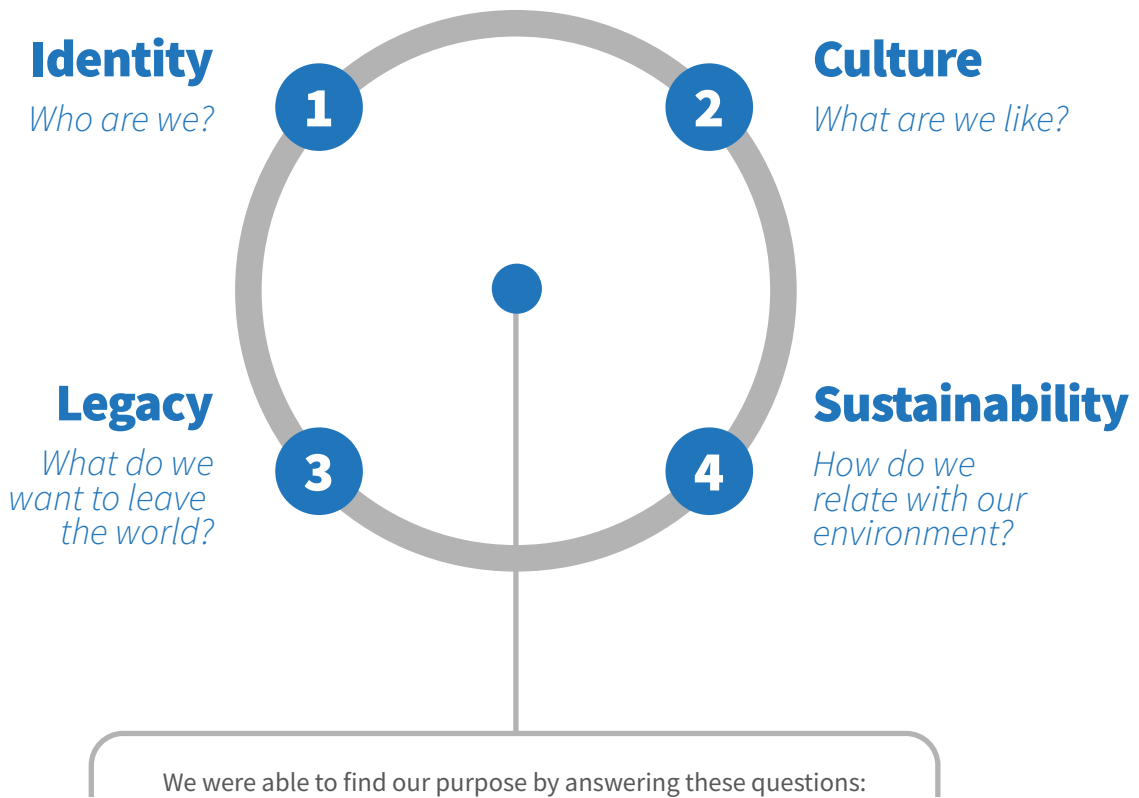 Identity
Who are we?
1
2
Culture
What are we like?
Legacy
What do we
want to leave
the world?
3
4
Sustainability
How do we
relate with our
environment?
We were able to find our purpose by answering these questions: